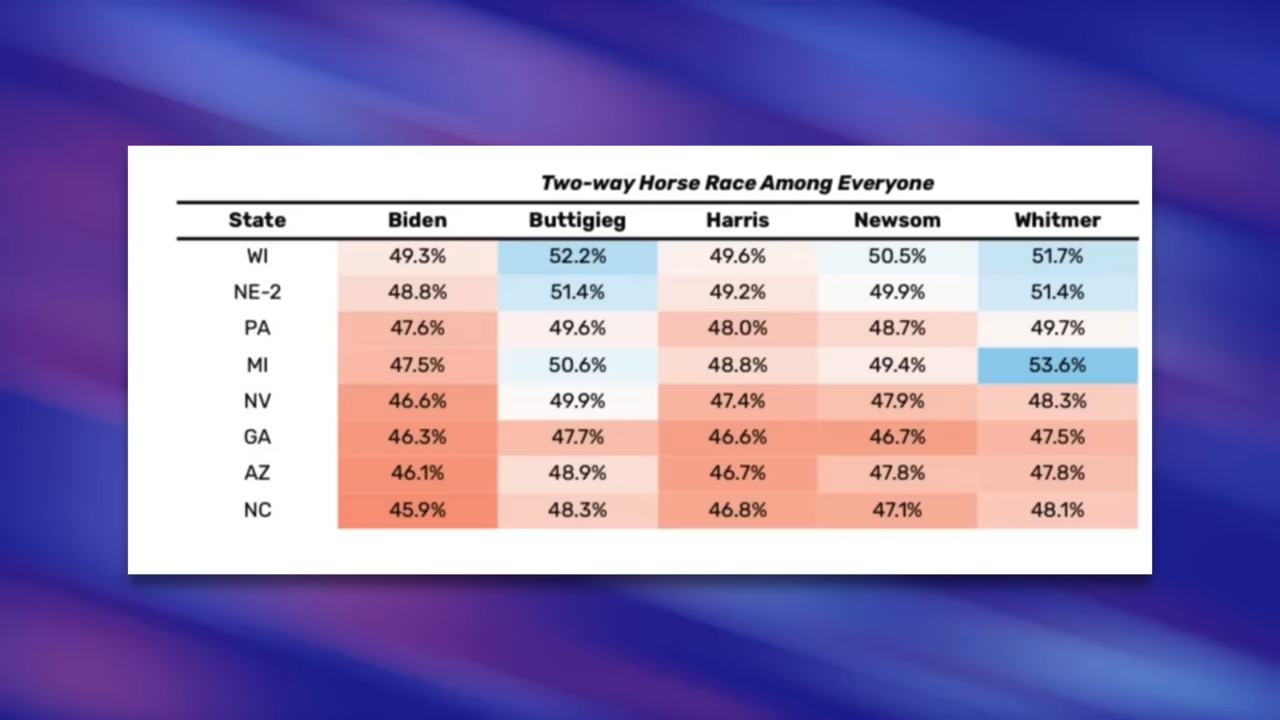 Two-way Horse Race Among Everyone
State Biden Buttigieg Harris Newsom Whitmer
WI 49.3% 52.2% 49.6% 50.5% 51.7%
NE-2 48.8% 51.4% 49.2% 49.9% 51.4%
PA 47.6% 49.6% 48.0% 48.7% 49.7%
MI 47.5% 50.6% 48.8% 49.4% 53.6%
NV 46.6% 49.9% 47.4% 47.9% 48.3%
GA 46.3% 47.7% 46.6% 46.7% 47.5%
AZ 46.1% 48.9% 46.7% 47.8% 47.8%
NC 45.9% 48.3% 46.8% 47.1% 48.1%